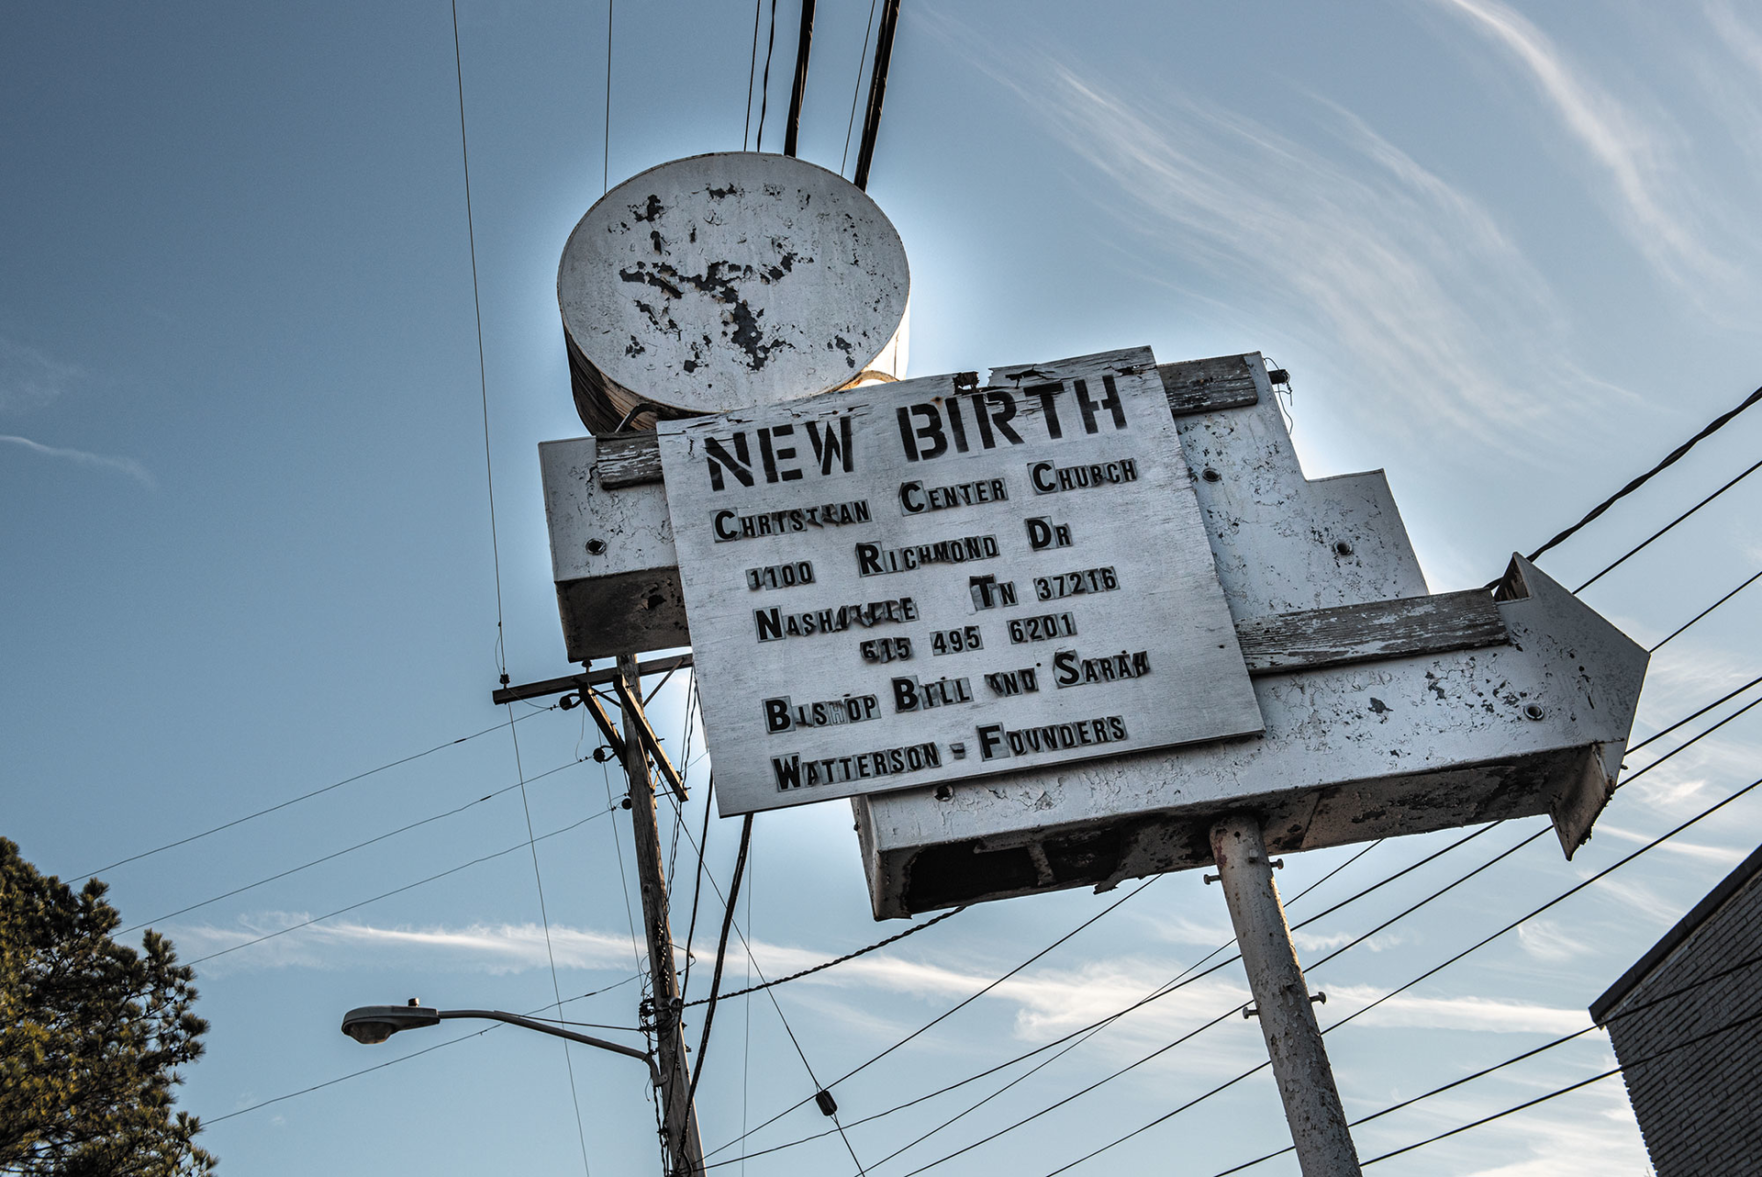 NEW BIRTH
CHRISTIAN CENTER CHURCH
1100 RICHMOND DR
NASHVILLE TN 37216
615 495 6201
BISHOP BILL AND SARAH
WATTERSON - FOUNDERS